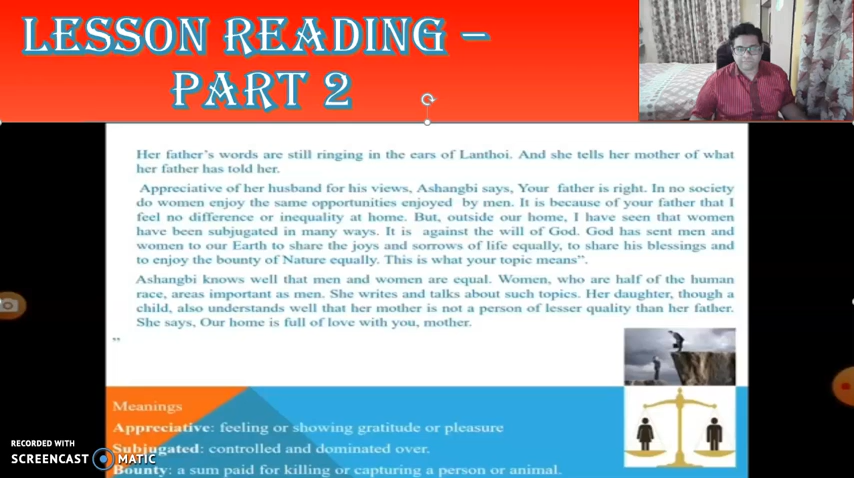 LESSON READING –
PART 2
Her father's words are still ringing in the ears of Lanthoi. And she tells her mother of what
her father has told her.
Appreciative of her husband for his views, Ashangbi says, Your father is right. In no society
do women enjoy the same opportunities enjoyed by men. It is because of your father that I
feel no difference or inequality at home. But, outside our home, I have seen that women
have been subjugated in many ways. It is against the will of God. God has sent men and
women to our Earth to share the joys and sorrows of life equally, to share his blessings and
to enjoy the bounty of Nature equally. This is what your topic means”.
Ashangbi knows well that men and women are equal. Women, who are half of the human
race, areas important as men. She writes and talks about such topics. Her daughter, though a
child, also understands well that her mother is not a person of lesser quality than her father.
She says, Our home is full of love with you, mother.
”
Meanings
Appreciative: feeling or showing gratitude or pleasure
Subjugated: controlled and dominated over.
Bounty: a sum paid for killing or capturing a person or animal.
RECORDED WITH
SCREENCAST MATIC